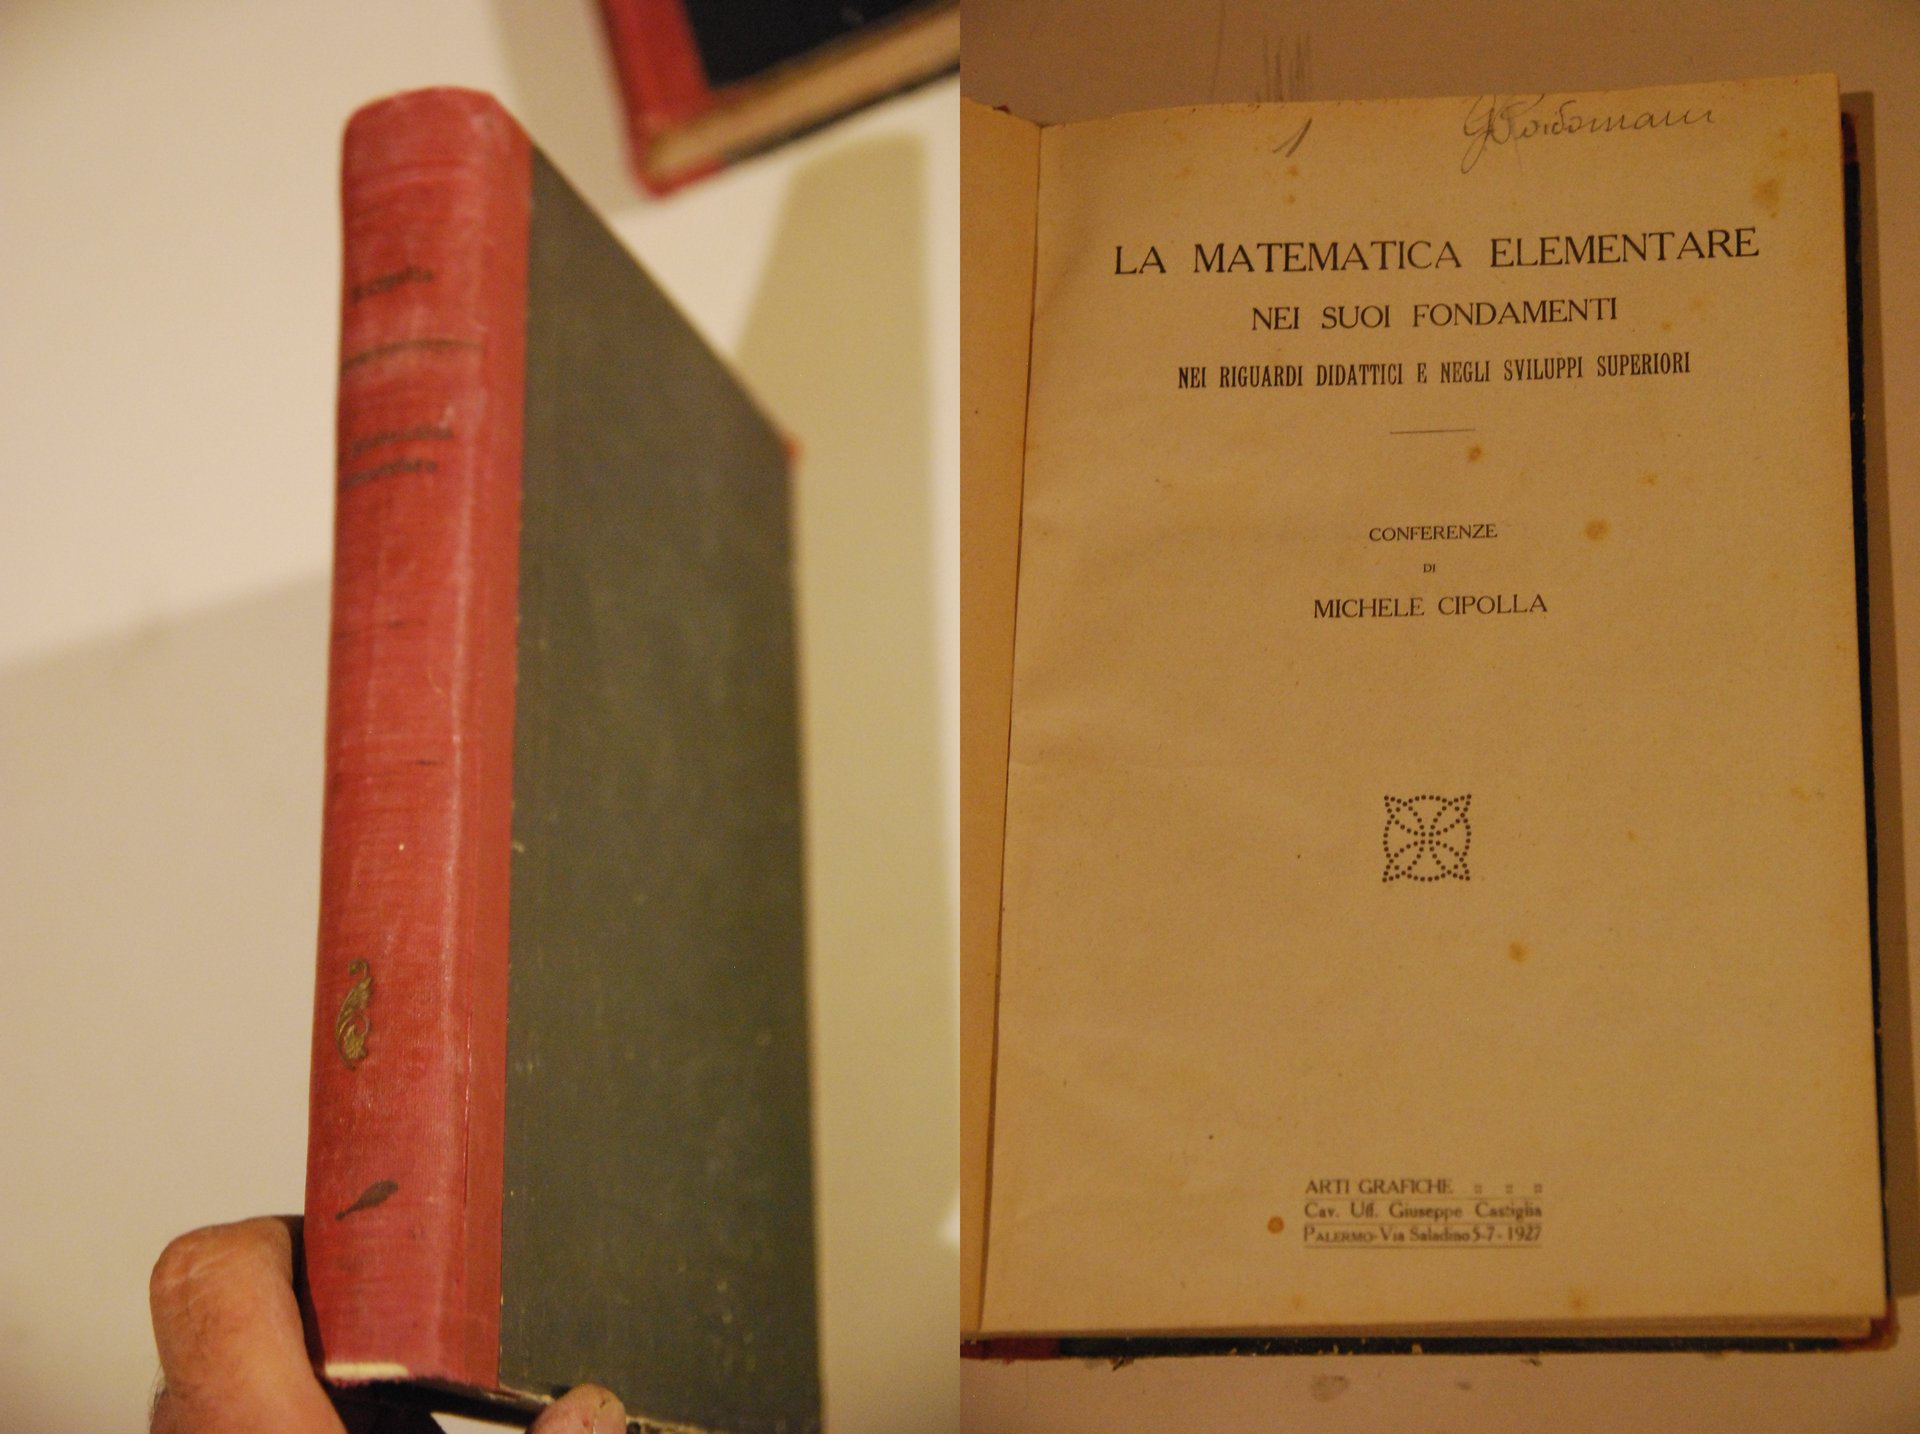 1
LA MATEMATICA ELEMENTARE
NEI SUOI FONDAMENTI
NEI RIGUARDI DIDATTICI E NEGLI SVILUPPI SUPERIORI
CONFERENZE
DI
MICHELE CIPOLLA
ARTI GRAFICHE
Cav. Uff. Giuseppe Castiglia
PALERMO-Via Saladino 5-7-1927